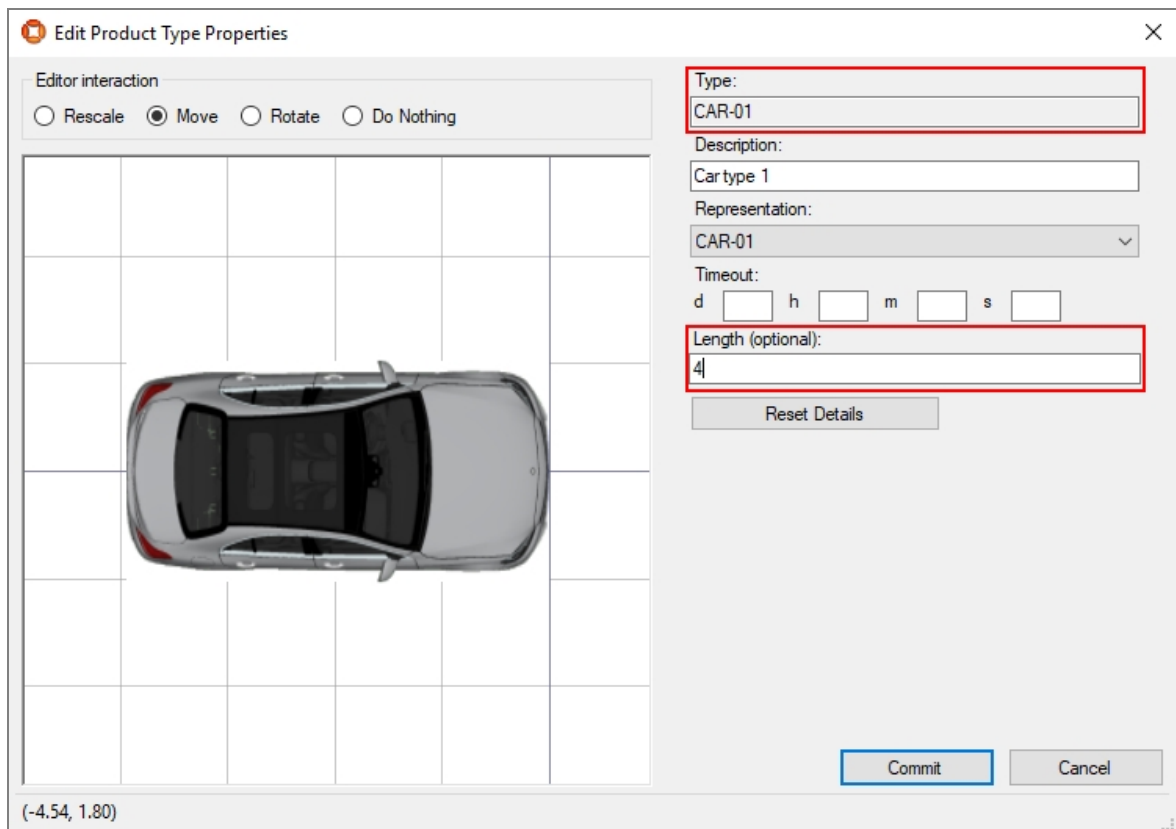 Edit Product Type Properties
Editor interaction
Rescale Move Rotate Do Nothing
Type:
CAR-01
Description:
Car type 1
Representation:
CAR-01
Timeout:
d h m s
Length (optional):
4
Reset Details
Commit Cancel
(-4.54, 1.80)